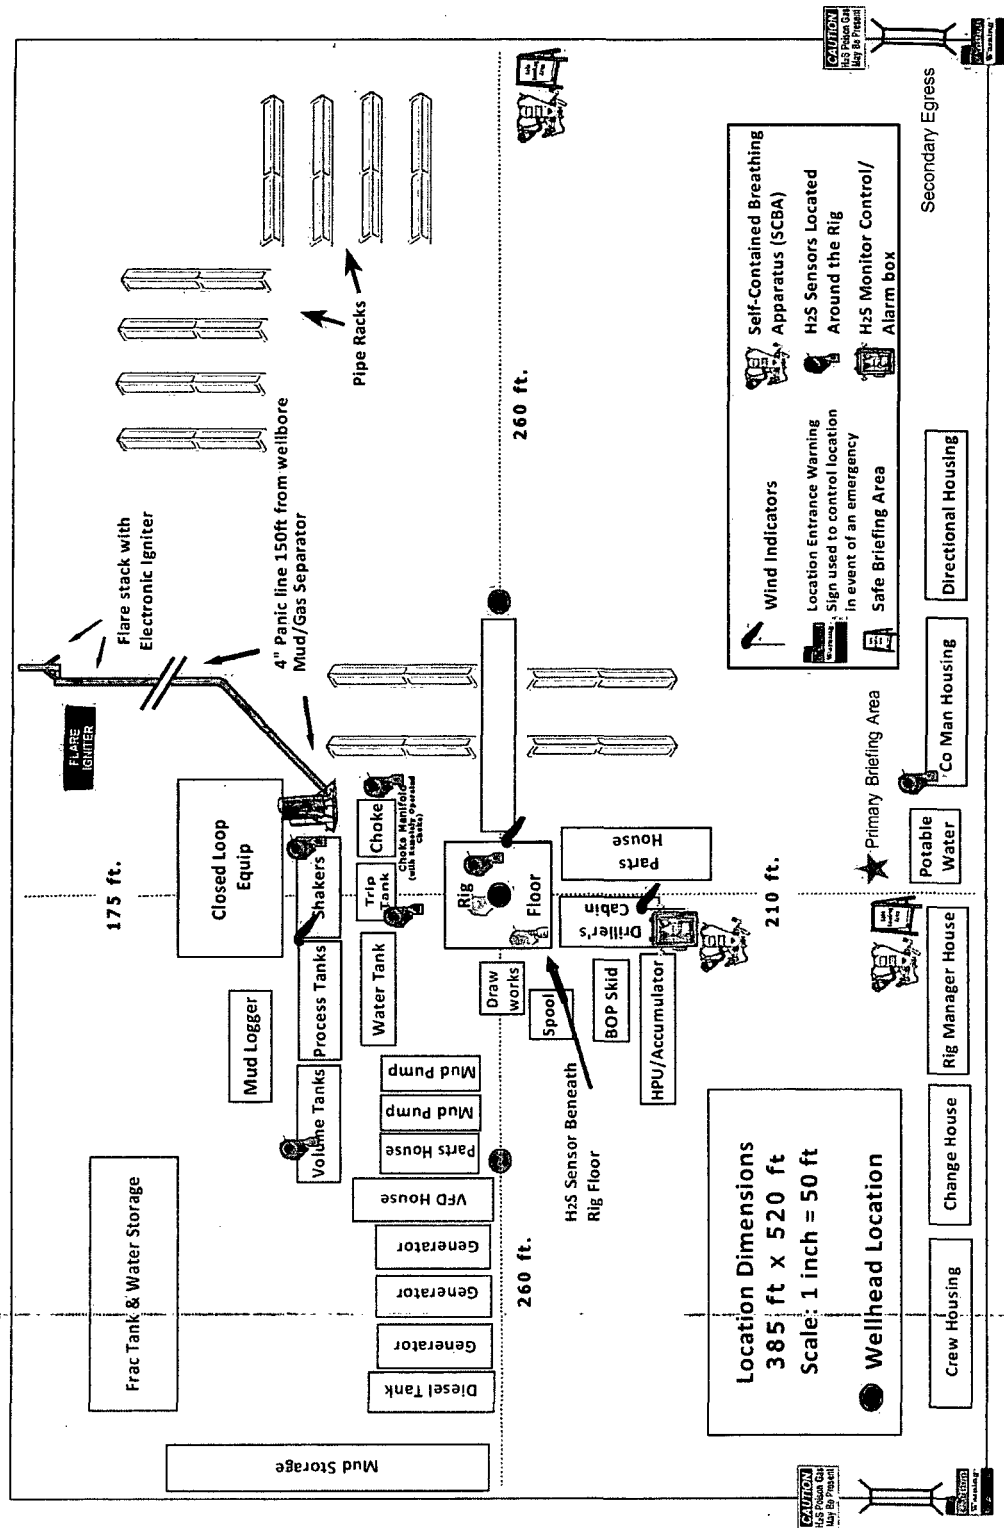 CAUTION
H2S Poison Gas
May Be Present
Warning
Secondary Egress
Pipe Racks
260 ft.
Flare stack with
Electronic Igniter
4" Panic line 150ft from wellbore
Mud/Gas Separator
FLARE
IGNITER
Wind Indicators
Location Entrance Warning
Sign used to control location
in event of an emergency
Safe Briefing Area
Self-Contained Breathing
Apparatus (SCBA)
H2S Sensors Located
Around the Rig
H2S Monitor Control/
Alarm box
Directional Housing
Co Man Housing
Primary Briefing Area
Potable
Water
175 ft.
Closed Loop
Equip
Shakers
Choke
Choke Manifold
(with Remotely Operated
Choke)
Trip
Tank
Rig
Floor
Parts
House
Driller's
Cabin
210 ft.
Mud Logger
Process Tanks
Water Tank
Draw
works
Spool
BOP Skid
HPU/Accumulator
Rig Manager House
Volume Tanks
Mud Pump
Mud Pump
Parts House
VFD House
Generator
Generator
Generator
Diesel Tank
H2S Sensor Beneath
Rig Floor
Frac Tank & Water Storage
260 ft.
Mud Storage
Location Dimensions
385 ft x 520 ft
Scale: 1 inch = 50 ft
Wellhead Location
Change House
Crew Housing
CAUTION
H2S Poison Gas
May Be Present
Warning